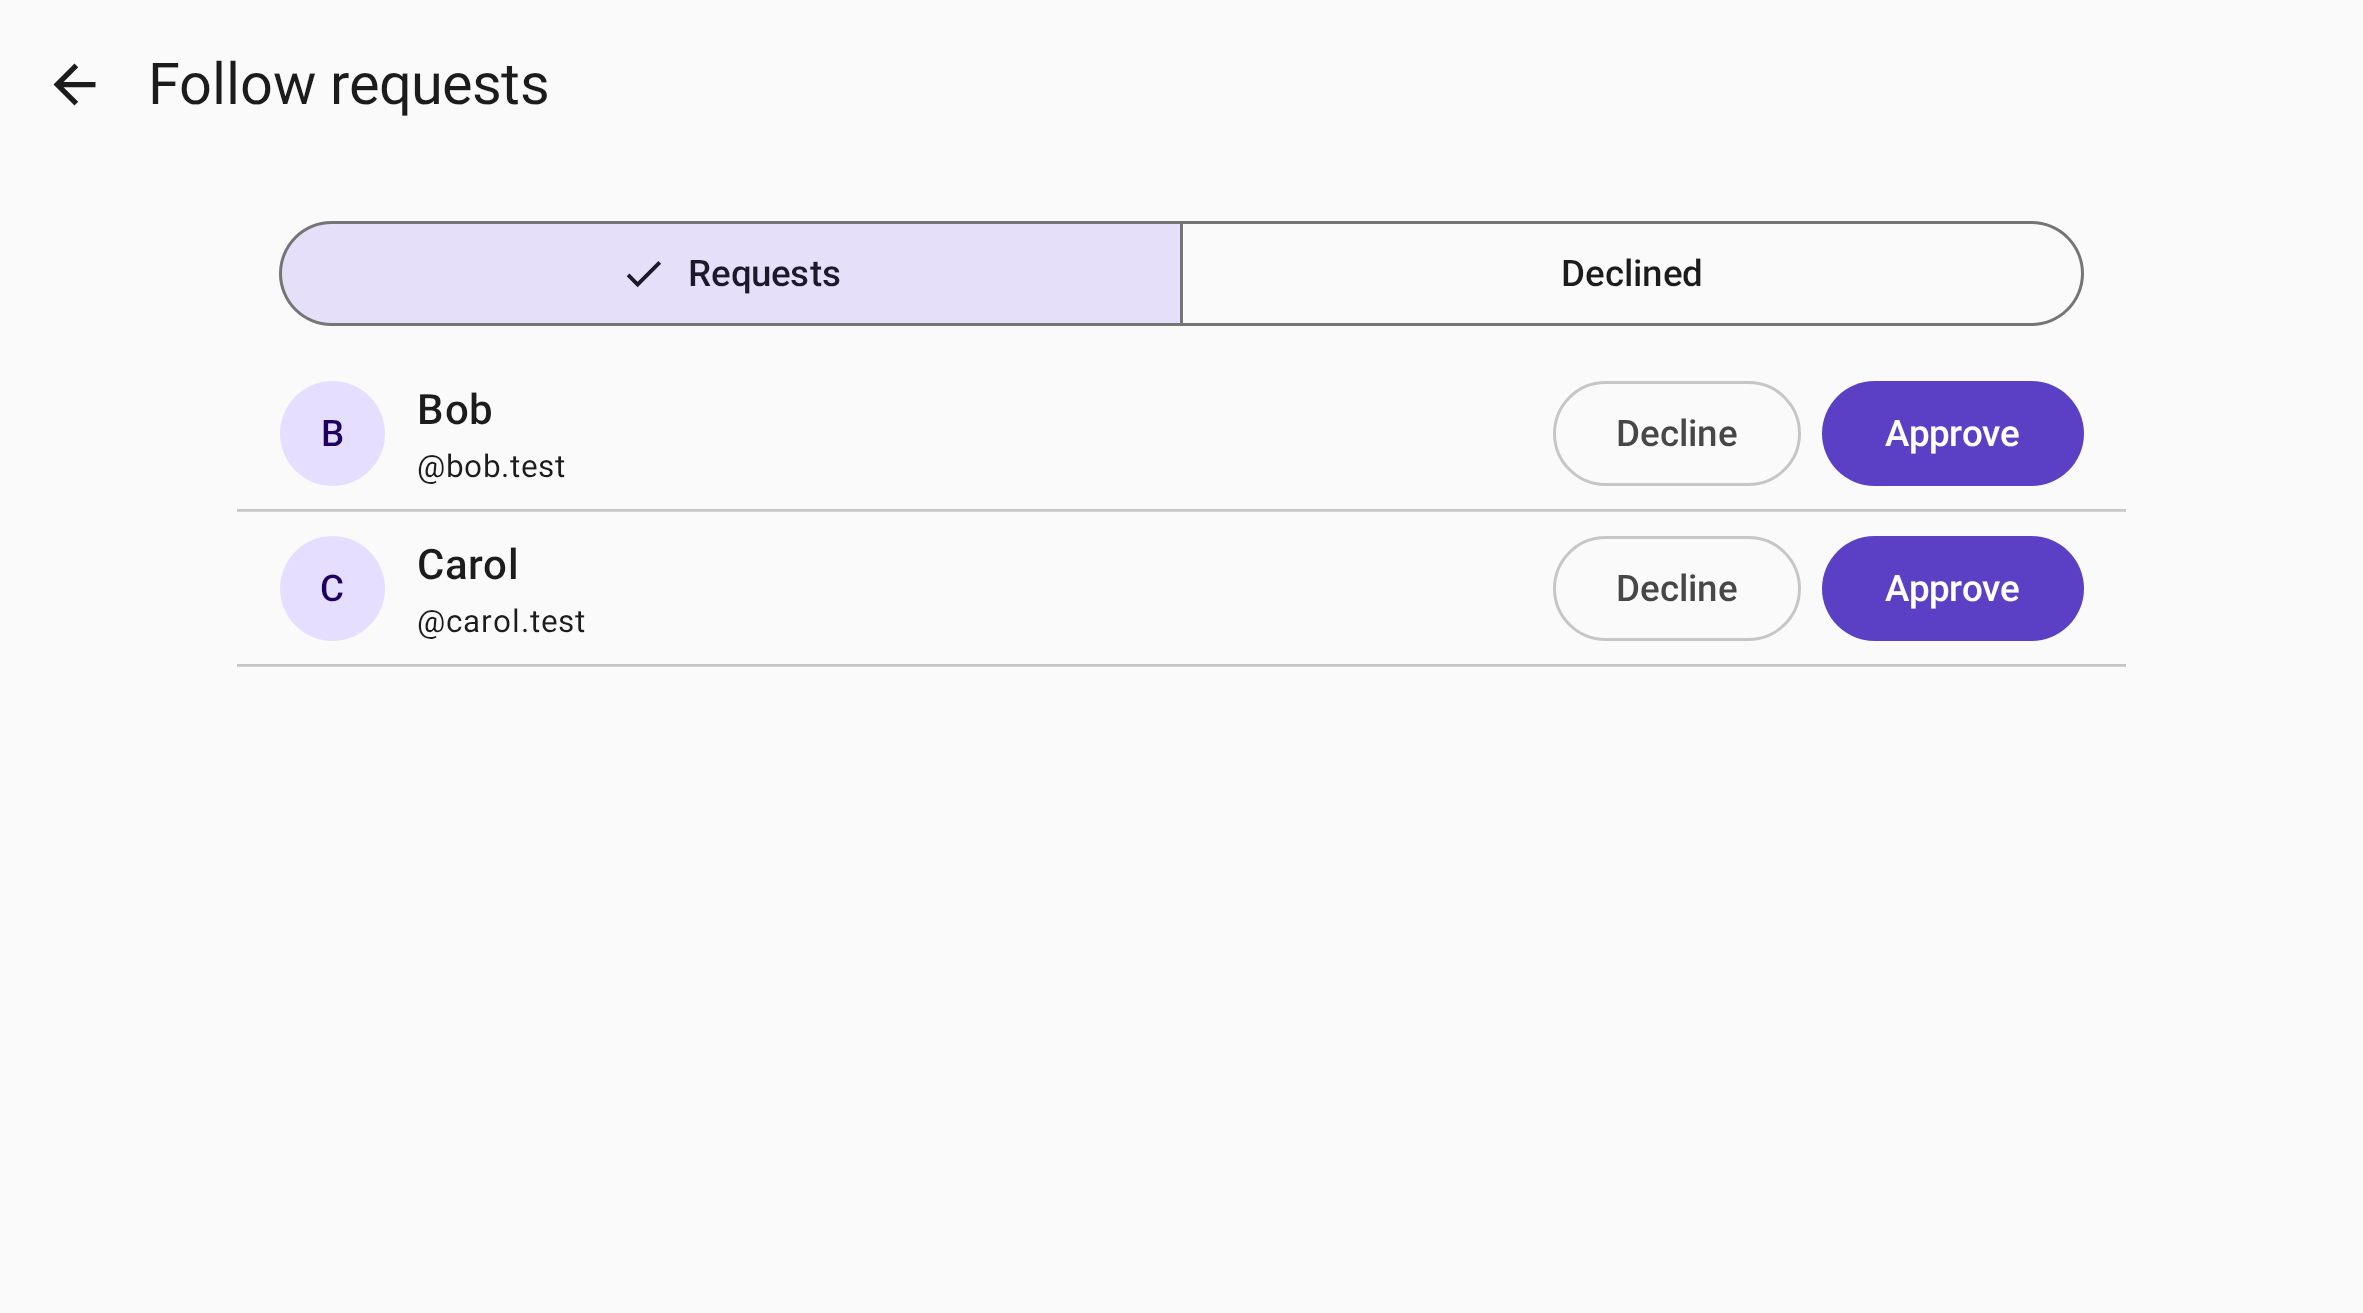 Follow requests
Requests
Declined
B
Bob
@bob.test
Decline
Approve
C
Carol
@carol.test
Decline
Approve